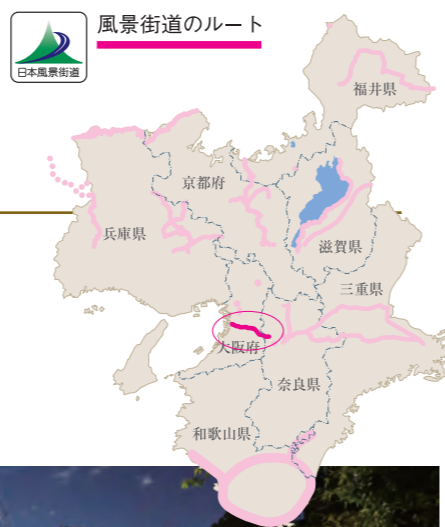 風景街道のルート
日本風景街道
福井県
京都府
兵庫県
滋賀県
三重県
大阪府
奈良県
和歌山県